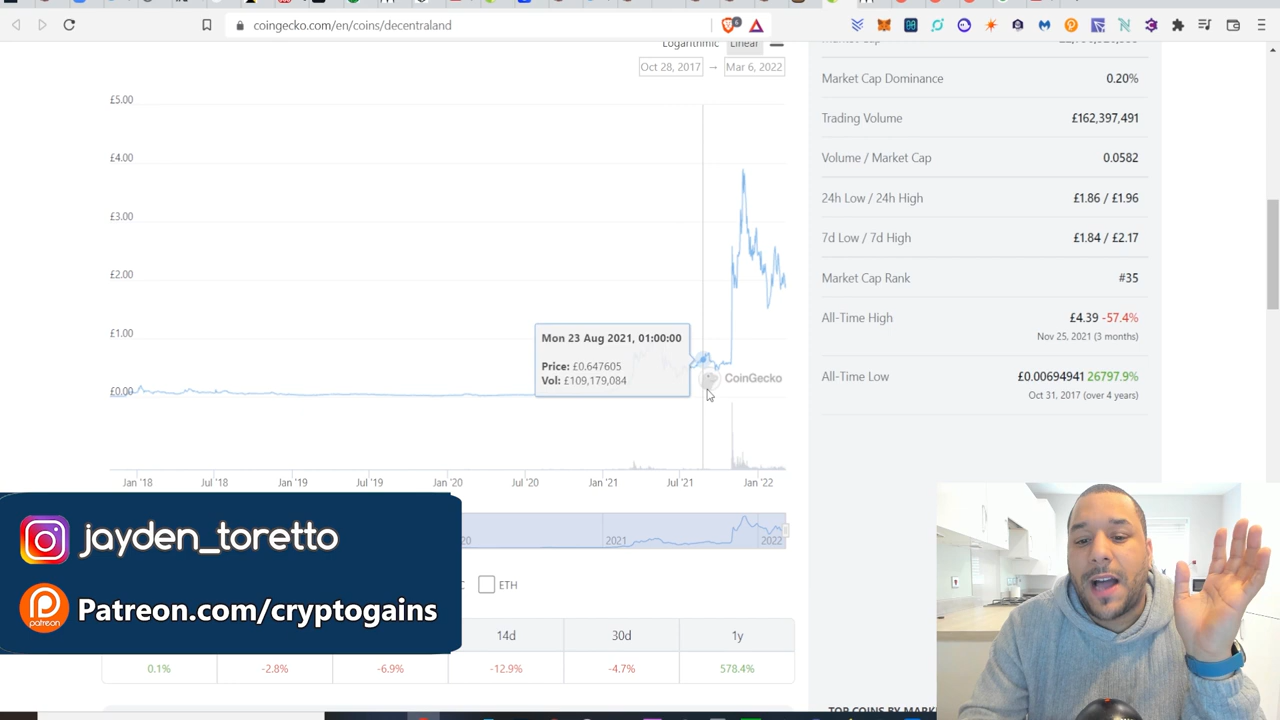 coingecko.com/en/coins/decentraland
Logarithmic Linear
Oct 28, 2017 → Mar 6, 2022
£5.00
£4.00
£3.00
£2.00
£1.00
£0.00
Mon 23 Aug 2021, 01:00:00
Price: £0.647605
Vol: £109,179,084
CoinGecko
Jan '18 Jul '18 Jan '19 Jul '19 Jan '20 Jul '20 Jan '21 Jul '21 Jan '22
2021 2022
ETH
14d 30d 1y
0.1% -2.8% -6.9% -12.9% -4.7% 578.4%
Market Cap Dominance 0.20%
Trading Volume £162,397,491
Volume / Market Cap 0.0582
24h Low / 24h High £1.86 / £1.96
7d Low / 7d High £1.84 / £2.17
Market Cap Rank #35
All-Time High £4.39 -57.4%
Nov 25, 2021 (3 months)
All-Time Low £0.00694941 26797.9%
Oct 31, 2017 (over 4 years)
jayden_toretto
Patreon.com/cryptogains
patreon